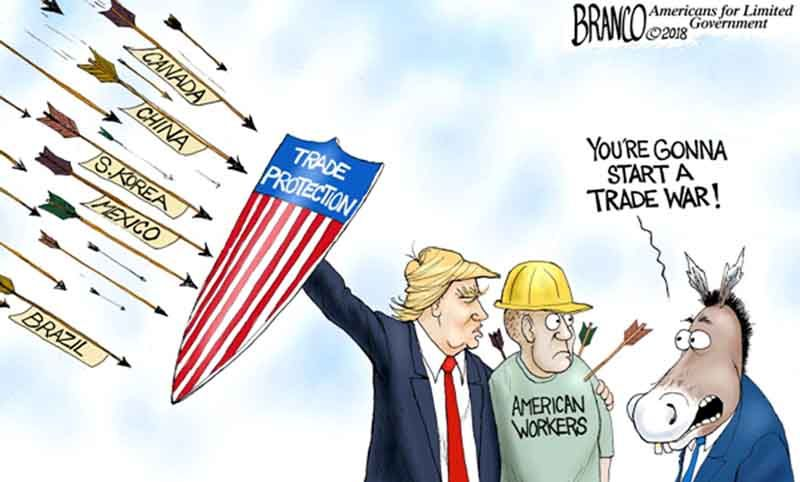 BRANCO Americans for Limited
Government
©2018
CANADA
CHINA
S.KOREA
MEXICO
BRAZIL
TRADE
PROTECTION
YOU'RE GONNA
START A
TRADE WAR!
AMERICAN
WORKERS